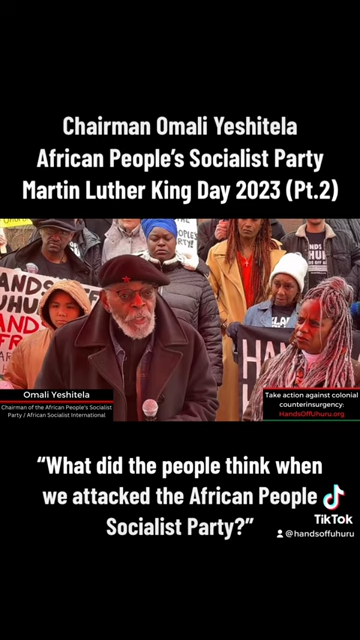 Chairman Omali Yeshitela
African People's Socialist Party
Martin Luther King Day 2023 (Pt.2)
HANDS
Omali Yeshitela
Chairman of the African People's Socialist
Party / African Socialist International
Take action against colonial
counterinsurgency:
HandsOffUhuru.org
"What did the people think when
we attacked the African People
Socialist Party?"
TikTok
@handsoffuhuru